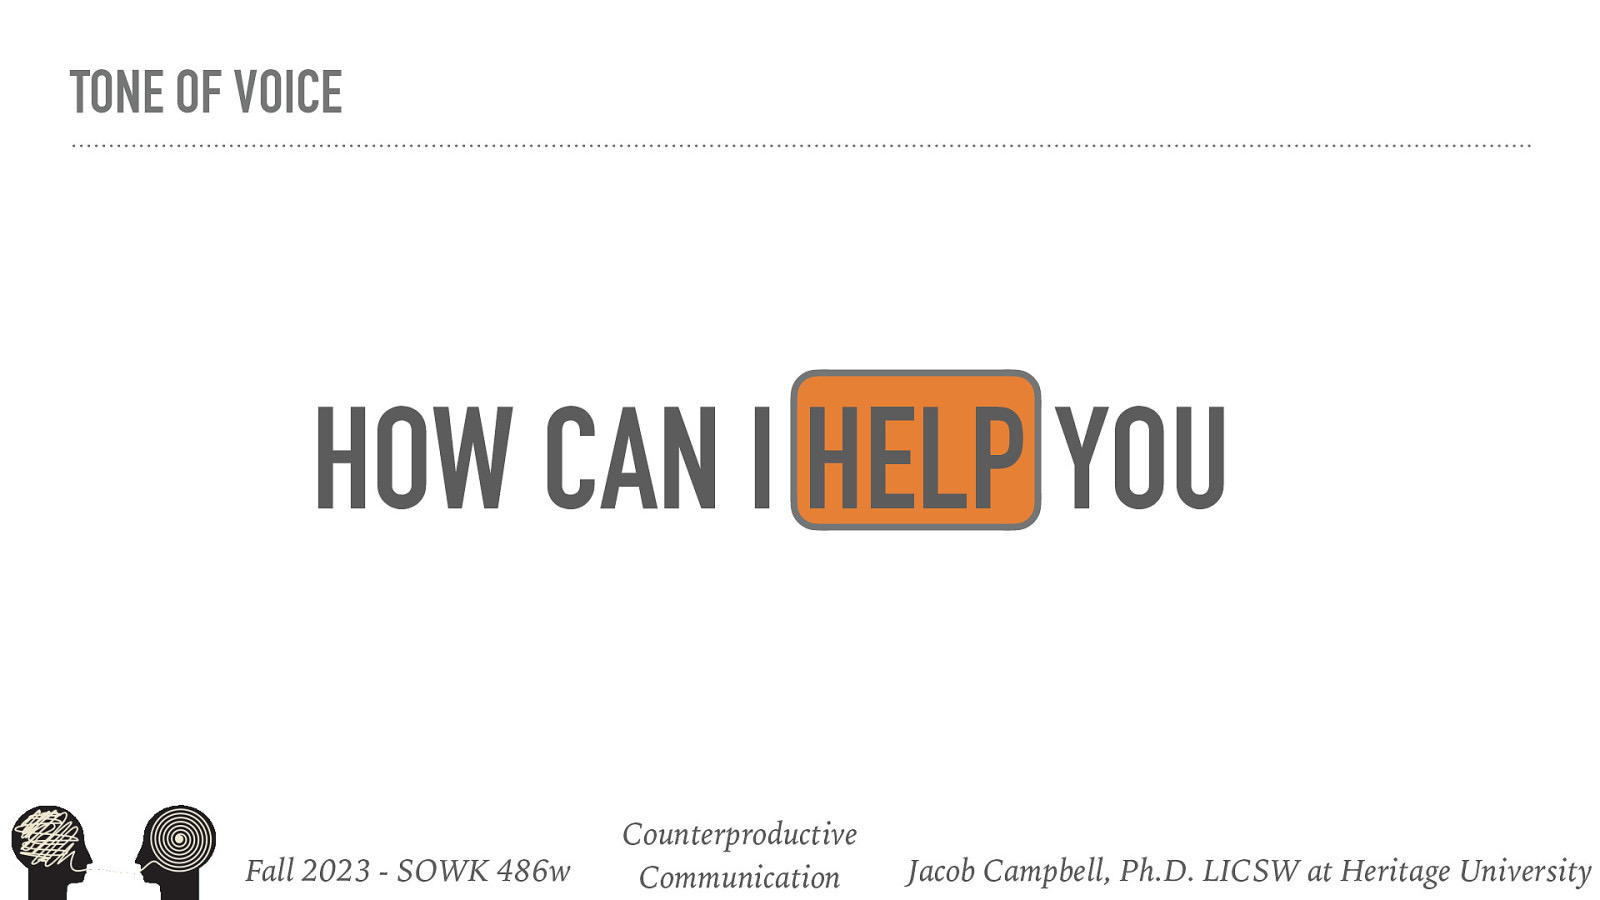 TONE OF VOICE
HOW CAN I HELP YOU
Fall 2023 - SOWK 486w
Counterproductive
Communication
Jacob Campbell, Ph.D. LICSW at Heritage University